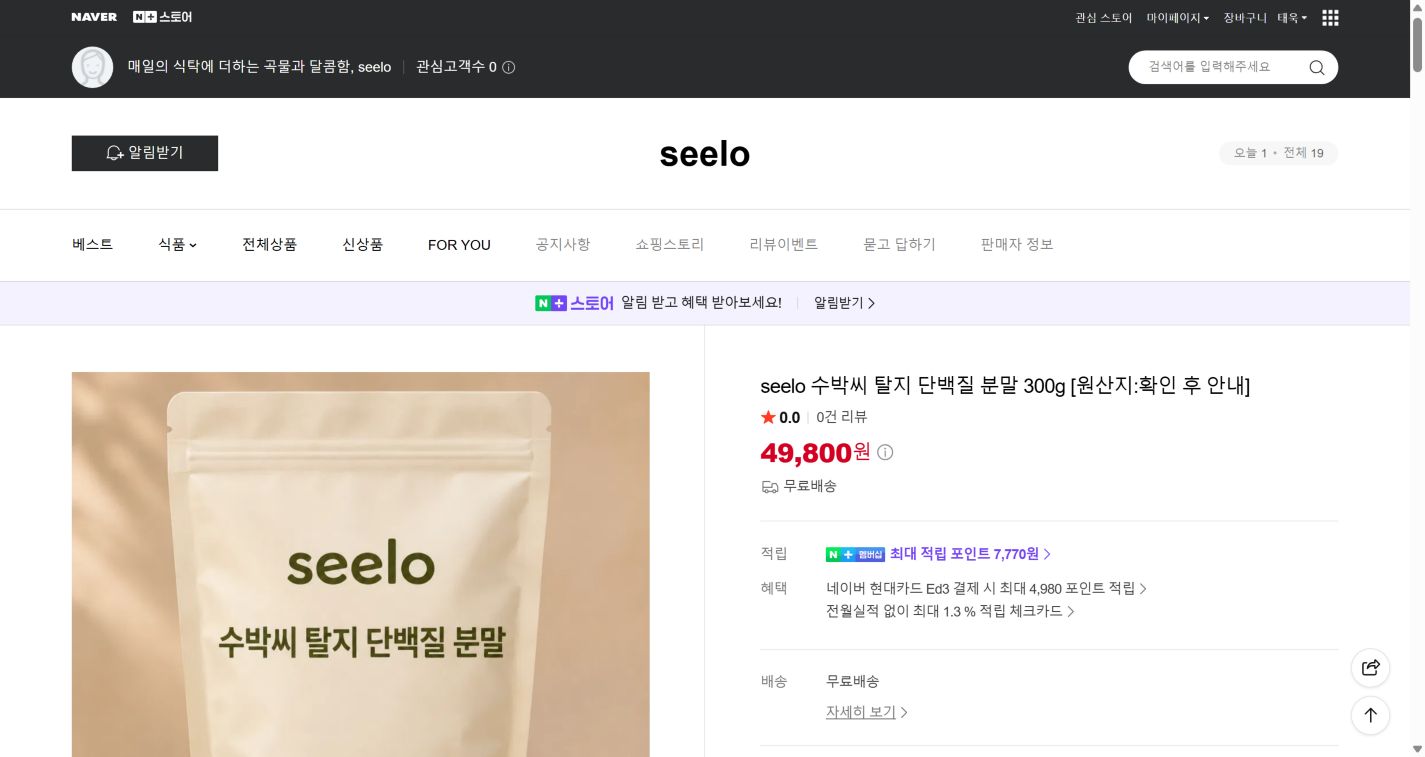 NAVER N+스토어 관심 스토어 마이페이지 장바구니 태욱
매일의 식탁에 더하는 곡물과 달콤함, seelo 관심고객수 0
검색어를 입력해주세요
알림받기
seelo
오늘 1 • 전체 19
베스트 식품 전체상품 신상품 FOR YOU 공지사항 쇼핑스토리 리뷰이벤트 묻고 답하기 판매자 정보
N+스토어 알림 받고 혜택 받아보세요! 알림받기
seelo
수박씨 탈지 단백질 분말
seelo 수박씨 탈지 단백질 분말 300g [원산지:확인 후 안내]
0.0 0건 리뷰
49,800원
무료배송
적립 N+멤버십 최대 적립 포인트 7,770원
혜택 네이버 현대카드 Ed3 결제 시 최대 4,980 포인트 적립
전월실적 없이 최대 1.3 % 적립 체크카드
배송 무료배송
자세히 보기